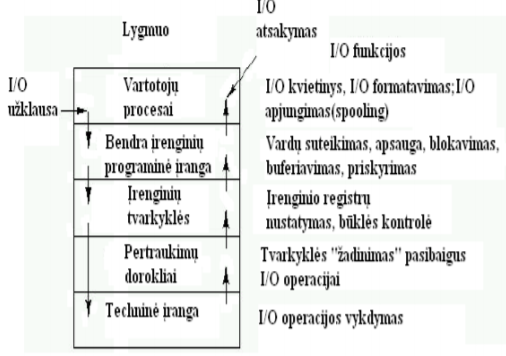 I/O
atsakymas
Lygmuo
I/O funkcijos
I/O
užklausa
Vartotojų
procesai
I/O kvietinys, I/O formatavimas;I/O
apjungimas(spooling)
Bendra įrenginių
programinė įranga
Vardų suteikimas, apsauga, blokavimas,
buferiavimas, priskyrimas
Įrenginių
tvarkyklės
Įrenginio registrų
nustatymas, būklės kontrolė
Pertraukimų
dorokliai
Tvarkyklės "žadinimas" pasibaigus
I/O operacijai
Techninė įranga
I/O operacijos vykdymas